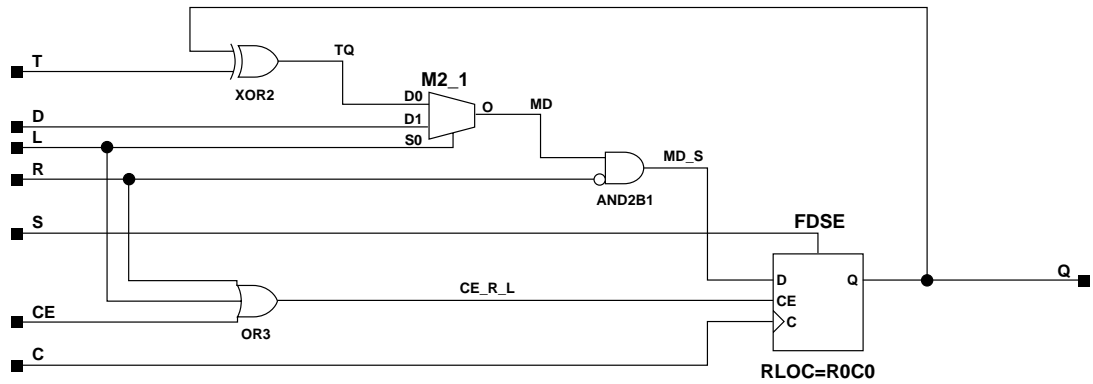 T
TQ
XOR2
M2_1
D0
O
MD
D
D1
L
S0
R
MD_S
AND2B1
S
FDSE
D
Q
Q
CE_R_L
CE
CE
C
OR3
C
RLOC=R0C0